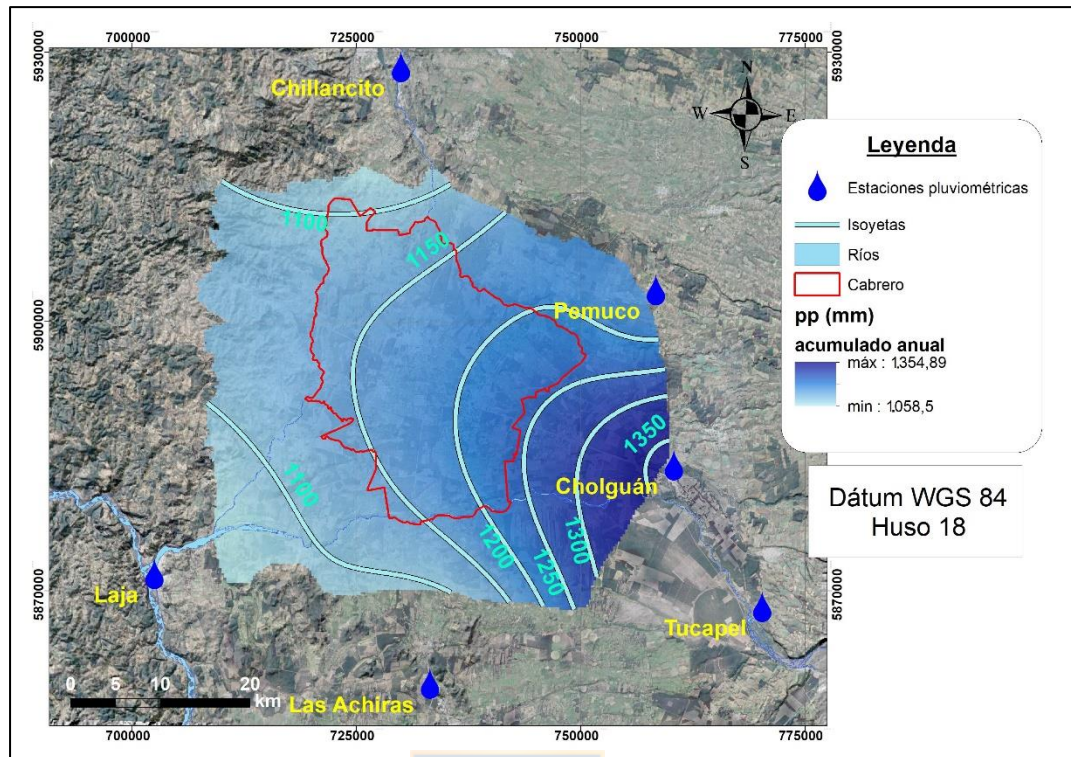 700000 725000 750000 775000
5930000 5930000
Chillancito
N
W E
S
1100
1150
Pemuco
5900000 5900000
1350
Cholguán
1100
1200
1250
1300
Laja
5870000 5870000
Tucapel
0 5 10 20
km
Las Achiras
700000 725000 750000 775000
Leyenda
Estaciones pluviométricas
Isoyetas
Ríos
Cabrero
pp (mm)
acumulado anual
máx : 1.354,89
min : 1.058,5
Dátum WGS 84
Huso 18